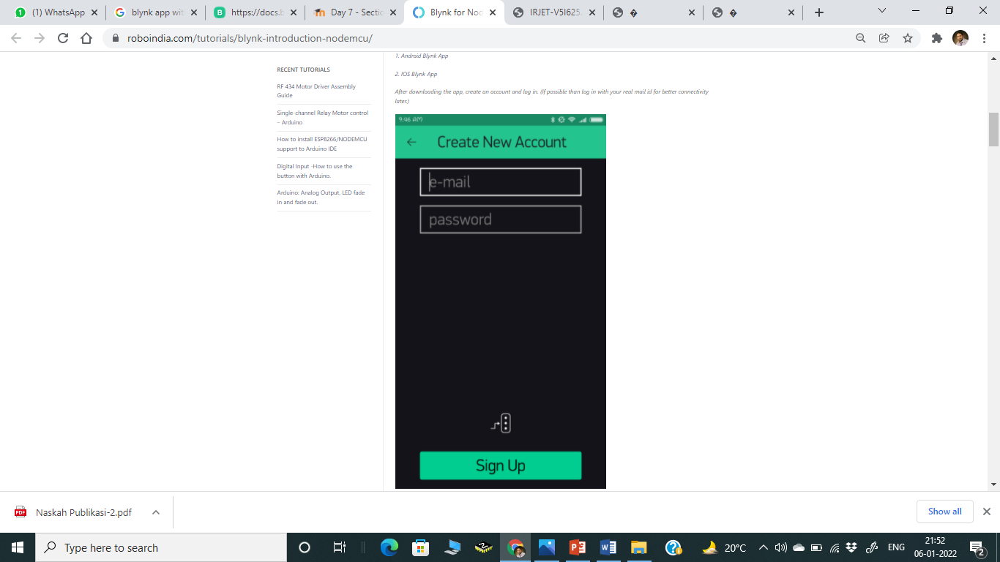 (1) WhatsApp
blynk app wit
https://docs.b
Day 7 - Sectio
Blynk for Nod
IRJET-V5I625
�
�
roboindia.com/tutorials/blynk-introduction-nodemcu/
RECENT TUTORIALS
RF 434 Motor Driver Assembly
Guide
Single-channel Relay Motor control
– Arduino
How to install ESP8266/NODEMCU
support to Arduino IDE
Digital Input -How to use the
button with Arduino.
Arduino: Analog Output, LED fade
in and fade out.
1. Android Blynk App
2. IOS Blynk App
After downloading the app, create an account and log in. (If possible than log in with your real mail id for better connectivity
later.)
9:46 AM
Create New Account
e-mail
password
Sign Up
Naskah Publikasi-2.pdf
Show all
Type here to search
20°C
ENG
21:52
06-01-2022
2